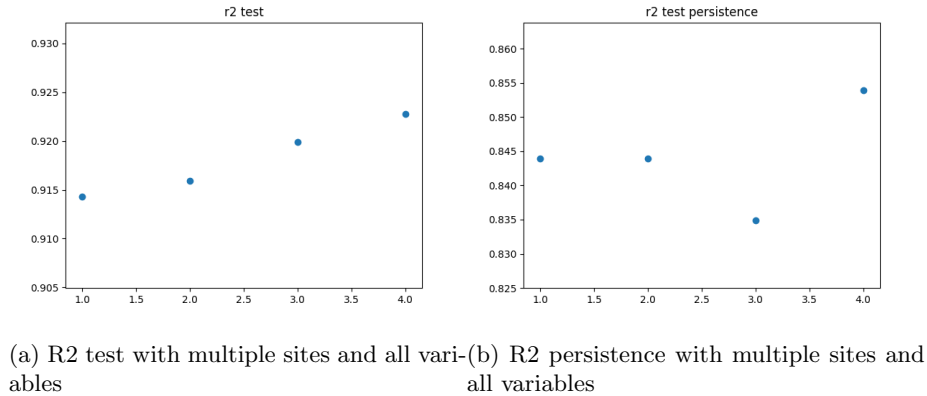 r2 test
0.930
0.925
0.920
0.915
0.910
0.905
1.0 1.5 2.0 2.5 3.0 3.5 4.0
r2 test persistence
0.860
0.855
0.850
0.845
0.840
0.835
0.830
0.825
1.0 1.5 2.0 2.5 3.0 3.5 4.0
(a) R2 test with multiple sites and all vari-
ables
(b) R2 persistence with multiple sites and
all variables